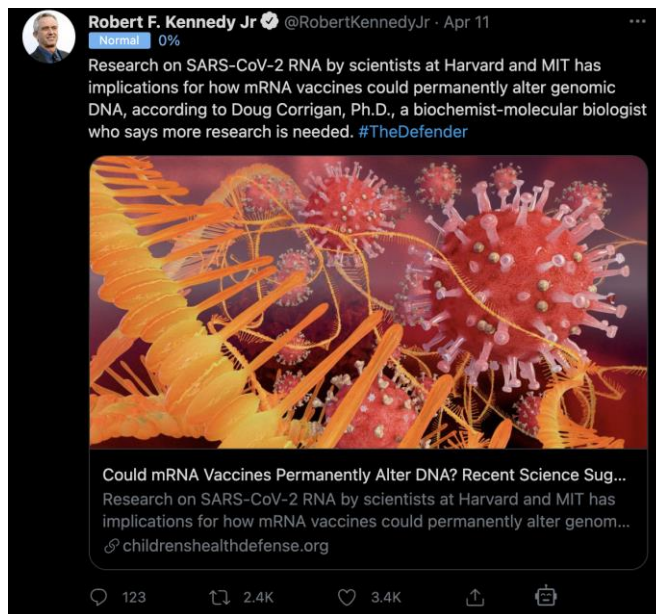 Robert F. Kennedy Jr @RobertKennedyJr · Apr 11
Normal 0%
Research on SARS-CoV-2 RNA by scientists at Harvard and MIT has
implications for how mRNA vaccines could permanently alter genomic
DNA, according to Doug Corrigan, Ph.D., a biochemist-molecular biologist
who says more research is needed. #TheDefender
Could mRNA Vaccines Permanently Alter DNA? Recent Science Sug...
Research on SARS-CoV-2 RNA by scientists at Harvard and MIT has
implications for how mRNA vaccines could permanently alter genom...
childrenshealthdefense.org
123 2.4K 3.4K